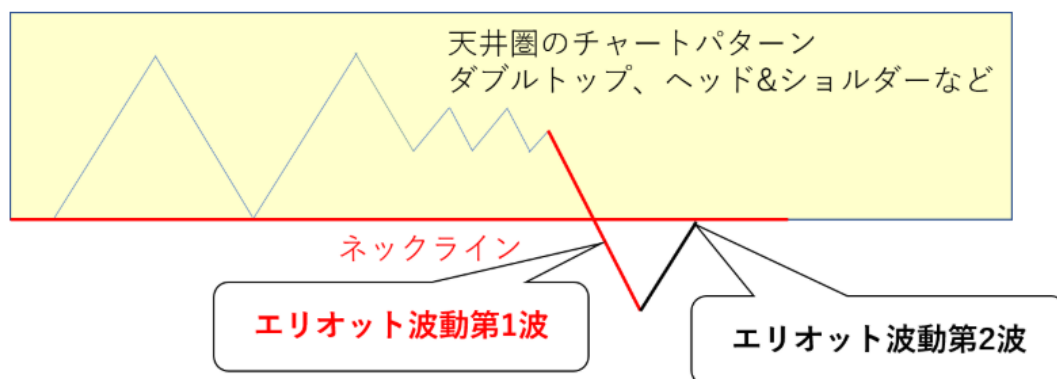 天井圏のチャートパターン
ダブルトップ、ヘッド&ショルダーなど
ネックライン
エリオット波動第1波
エリオット波動第2波